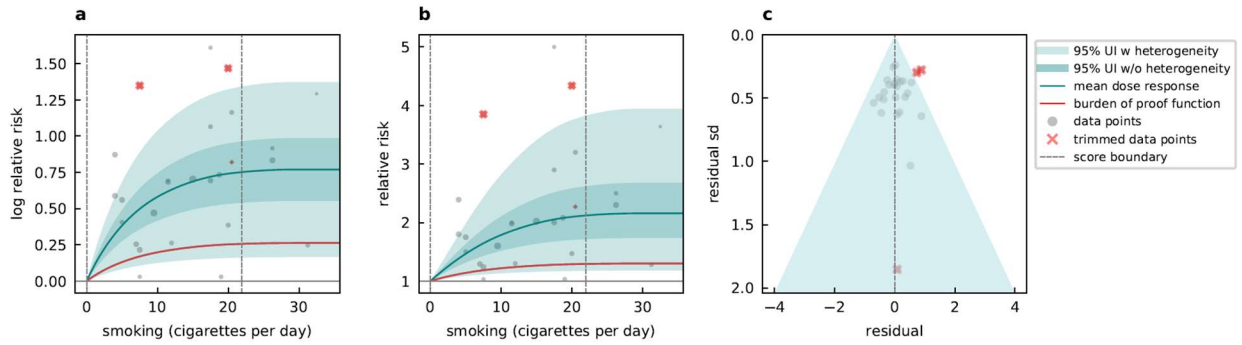 a
log relative risk
1.50
1.25
1.00
0.75
0.50
0.25
0.00
0
10
20
30
smoking (cigarettes per day)
b
relative risk
5
4
3
2
1
0
10
20
30
smoking (cigarettes per day)
c
residual sd
0.0
0.5
1.0
1.5
2.0
−4
−2
0
2
4
residual
95% UI w heterogeneity
95% UI w/o heterogeneity
mean dose response
burden of proof function
data points
trimmed data points
score boundary